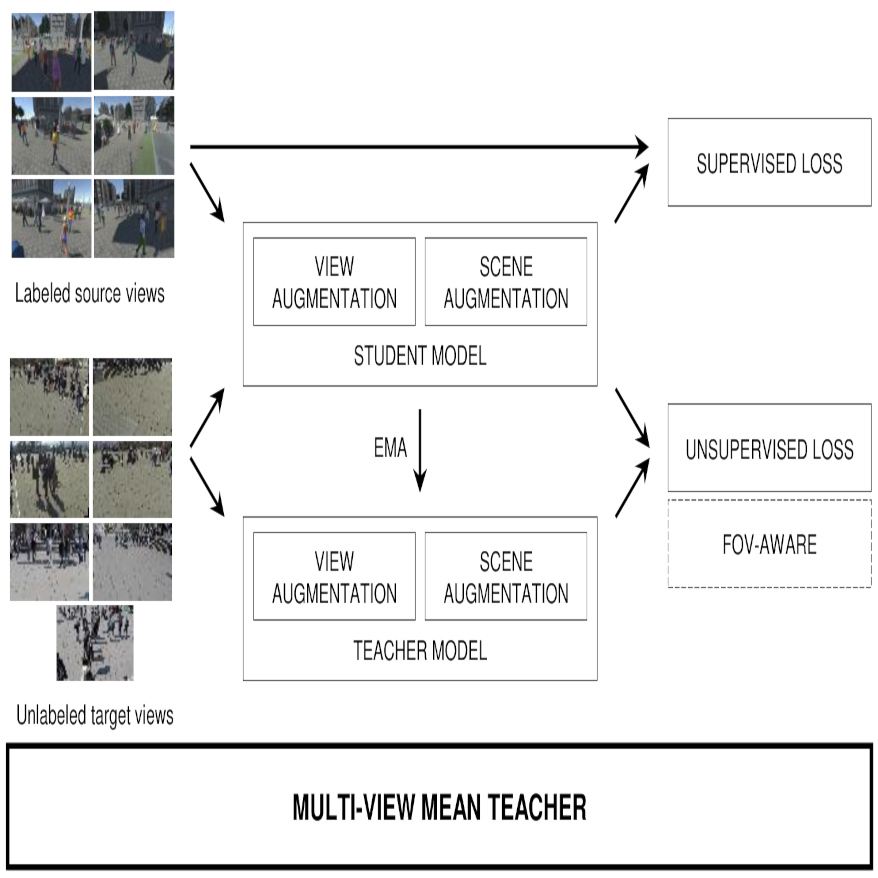 Labeled source views
SUPERVISED LOSS
VIEW
AUGMENTATION
SCENE
AUGMENTATION
STUDENT MODEL
EMA
UNSUPERVISED LOSS
FOV-AWARE
VIEW
AUGMENTATION
SCENE
AUGMENTATION
TEACHER MODEL
Unlabeled target views
MULTI-VIEW MEAN TEACHER